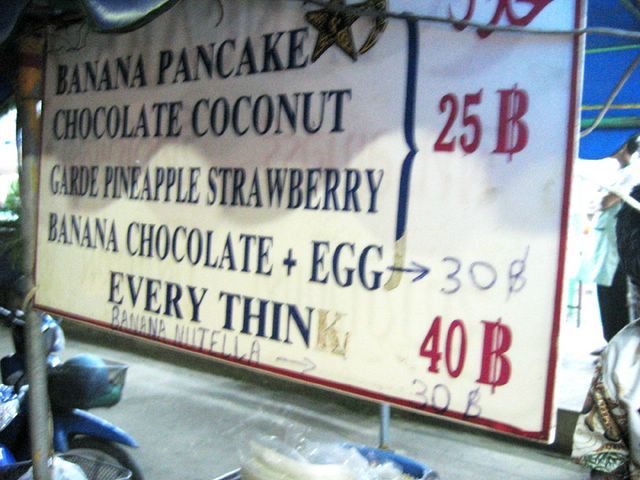 BANANA PANCAKE
CHOCOLATE COCONUT 25 ฿
GARDE PINEAPPLE STRAWBERRY
BANANA CHOCOLATE + EGG → 30 ฿
EVERY THINK 40 ฿
BANANA NUTELLA → 30 ฿